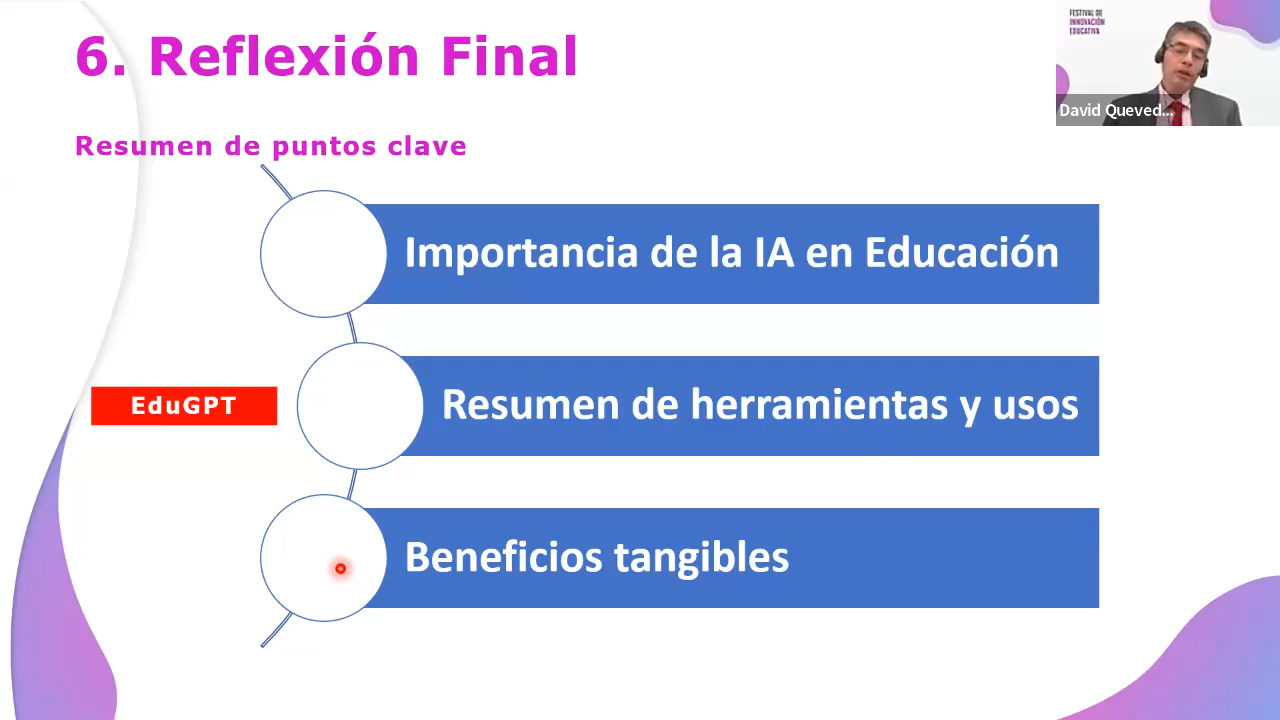 6. Reflexión Final
FESTIVAL DE
INNOVACIÓN
EDUCATIVA
David Queved...
Resumen de puntos clave
Importancia de la IA en Educación
EduGPT
Resumen de herramientas y usos
Beneficios tangibles